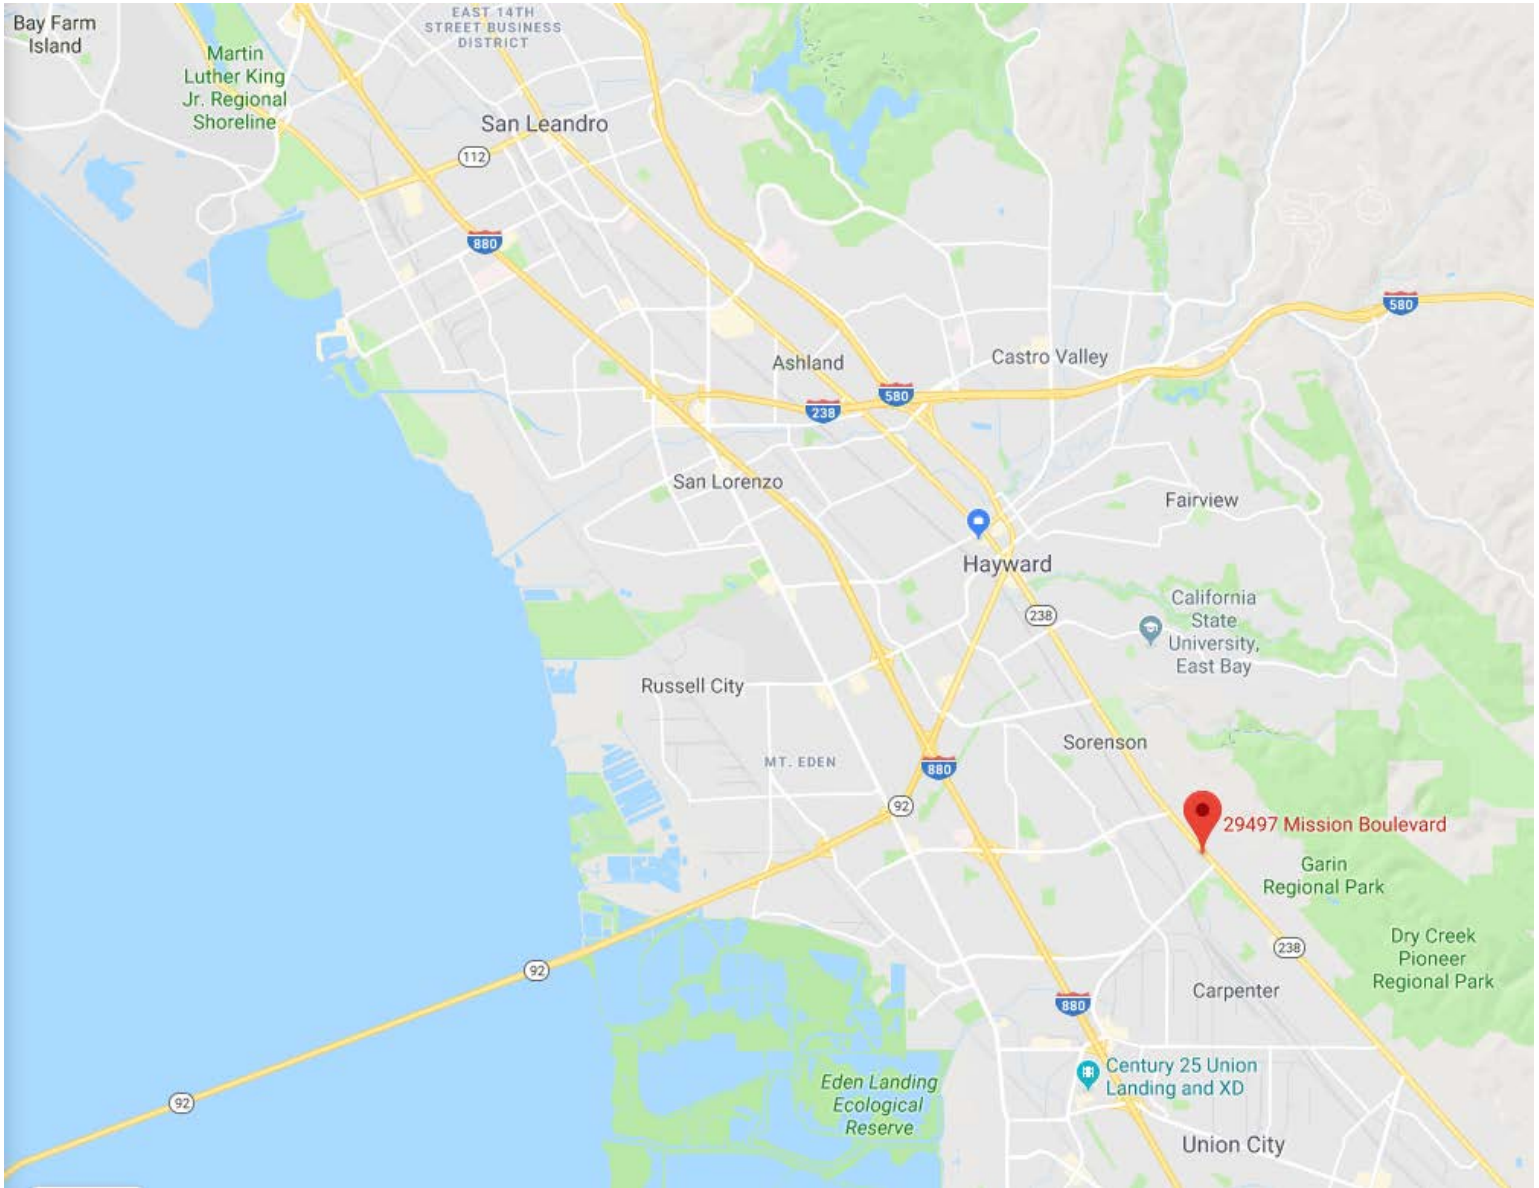 Bay Farm
Island
EAST 14TH
STREET BUSINESS
DISTRICT
Martin
Luther King
Jr. Regional
Shoreline
San Leandro
112
880
580
Ashland
Castro Valley
580
238
San Lorenzo
Fairview
Hayward
California
State
University,
East Bay
238
Russell City
Sorenson
MT. EDEN
880
92
29497 Mission Boulevard
Garin
Regional Park
Dry Creek
Pioneer
Regional Park
238
92
Carpenter
880
Century 25 Union
Landing and XD
Eden Landing
Ecological
Reserve
92
Union City